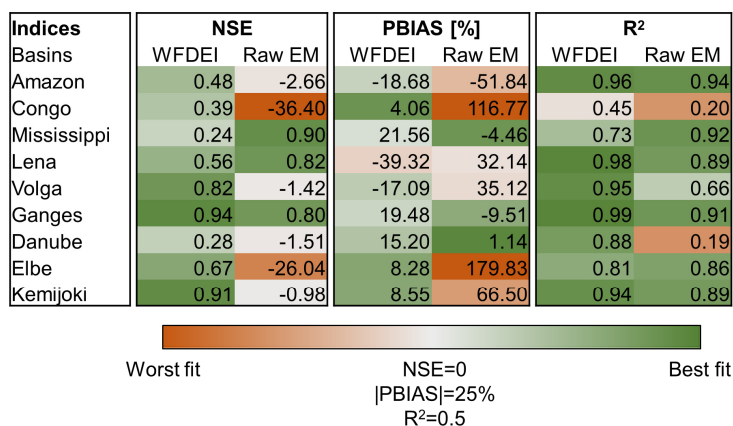 Indices NSE PBIAS [%] R²
Basins WFDEI Raw EM WFDEI Raw EM WFDEI Raw EM
Amazon 0.48 -2.66 -18.68 -51.84 0.96 0.94
Congo 0.39 -36.40 4.06 116.77 0.45 0.20
Mississippi 0.24 0.90 21.56 -4.46 0.73 0.92
Lena 0.56 0.82 -39.32 32.14 0.98 0.89
Volga 0.82 -1.42 -17.09 35.12 0.95 0.66
Ganges 0.94 0.80 19.48 -9.51 0.99 0.91
Danube 0.28 -1.51 15.20 1.14 0.88 0.19
Elbe 0.67 -26.04 8.28 179.83 0.81 0.86
Kemijoki 0.91 -0.98 8.55 66.50 0.94 0.89
Worst fit NSE=0 Best fit
|PBIAS|=25%
R²=0.5